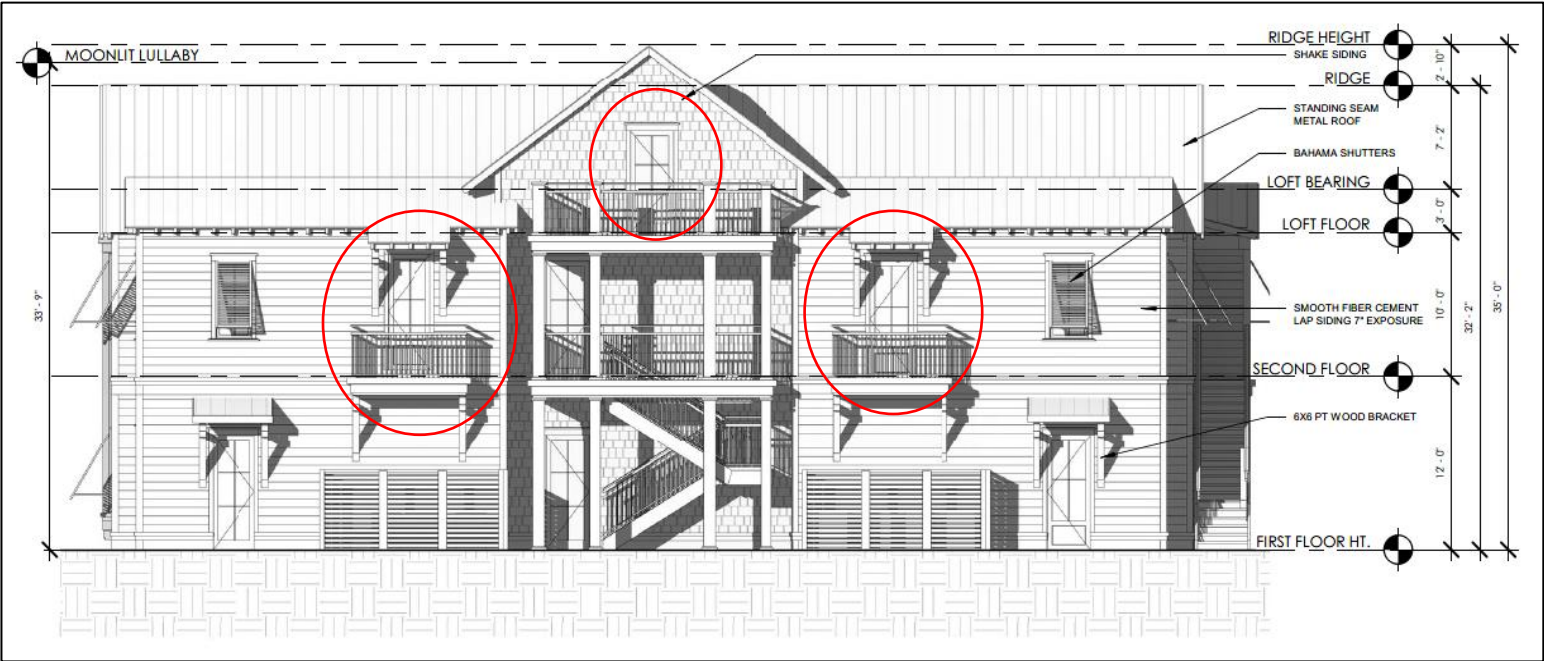 MOONLIT LULLABY
RIDGE HEIGHT
SHAKE SIDING
2' - 10"
RIDGE
STANDING SEAM
METAL ROOF
7' - 2"
BAHAMA SHUTTERS
LOFT BEARING
3' - 0"
LOFT FLOOR
33' - 9"
SMOOTH FIBER CEMENT
LAP SIDING 7" EXPOSURE
10' - 0"
32' - 2"
35' - 0"
SECOND FLOOR
6X6 PT WOOD BRACKET
12' - 0"
FIRST FLOOR HT.